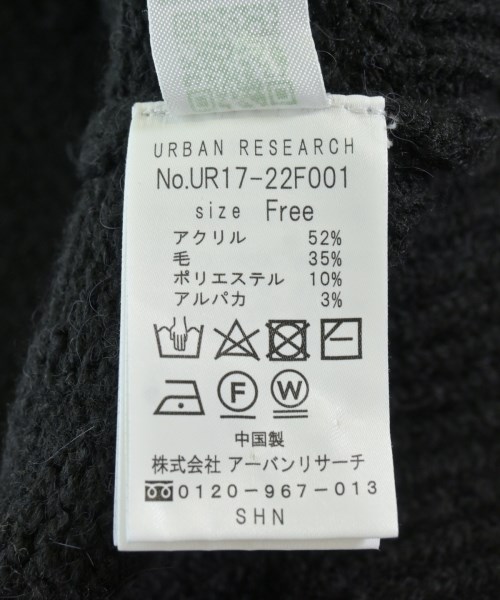 URBAN RESEARCH
No.UR17-22F001
size Free
アクリル 52%
毛 35%
ポリエステル 10%
アルパカ 3%
F W
中国製
株式会社 アーバンリサーチ
0120-967-013
SHN